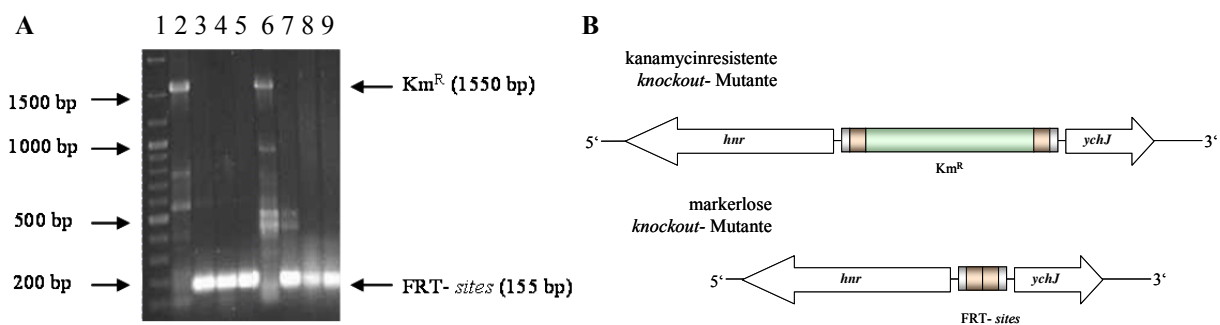 A
1 2 3 4 5 6 7 8 9
1500 bp
1000 bp
500 bp
200 bp
Km^R (1550 bp)
FRT- sites (155 bp)
B
kanamycinresistente
knockout- Mutante
5‘
hnr
ychJ
3‘
Km^R
markerlose
knockout- Mutante
5‘
hnr
ychJ
3‘
FRT- sites